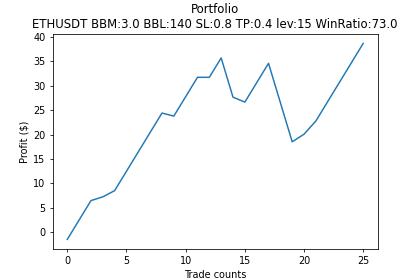 Portfolio
ETHUSDT BBM:3.0 BBL:140 SL:0.8 TP:0.4 lev:15 WinRatio:73.0
40
35
30
25
20
15
10
5
0
Profit ($)
0 5 10 15 20 25
Trade counts